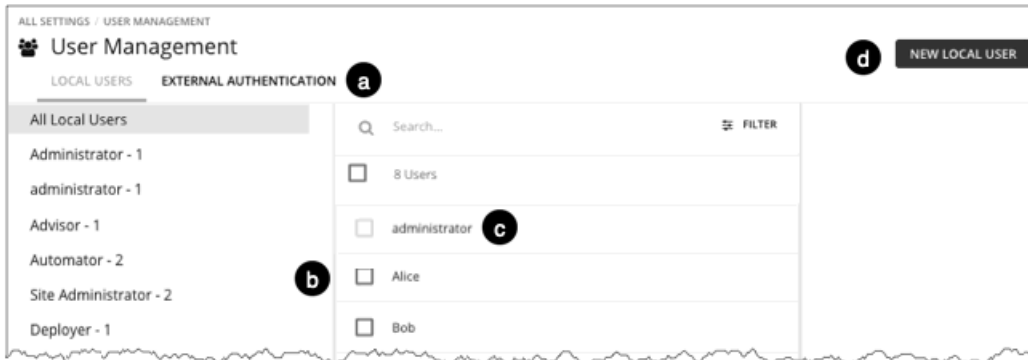 ALL SETTINGS / USER MANAGEMENT
User Management
d
NEW LOCAL USER
LOCAL USERS EXTERNAL AUTHENTICATION a
All Local Users
Search...
FILTER
Administrator - 1
8 Users
administrator - 1
Advisor - 1
administrator c
Automator - 2
b
Alice
Site Administrator - 2
Deployer - 1
Bob